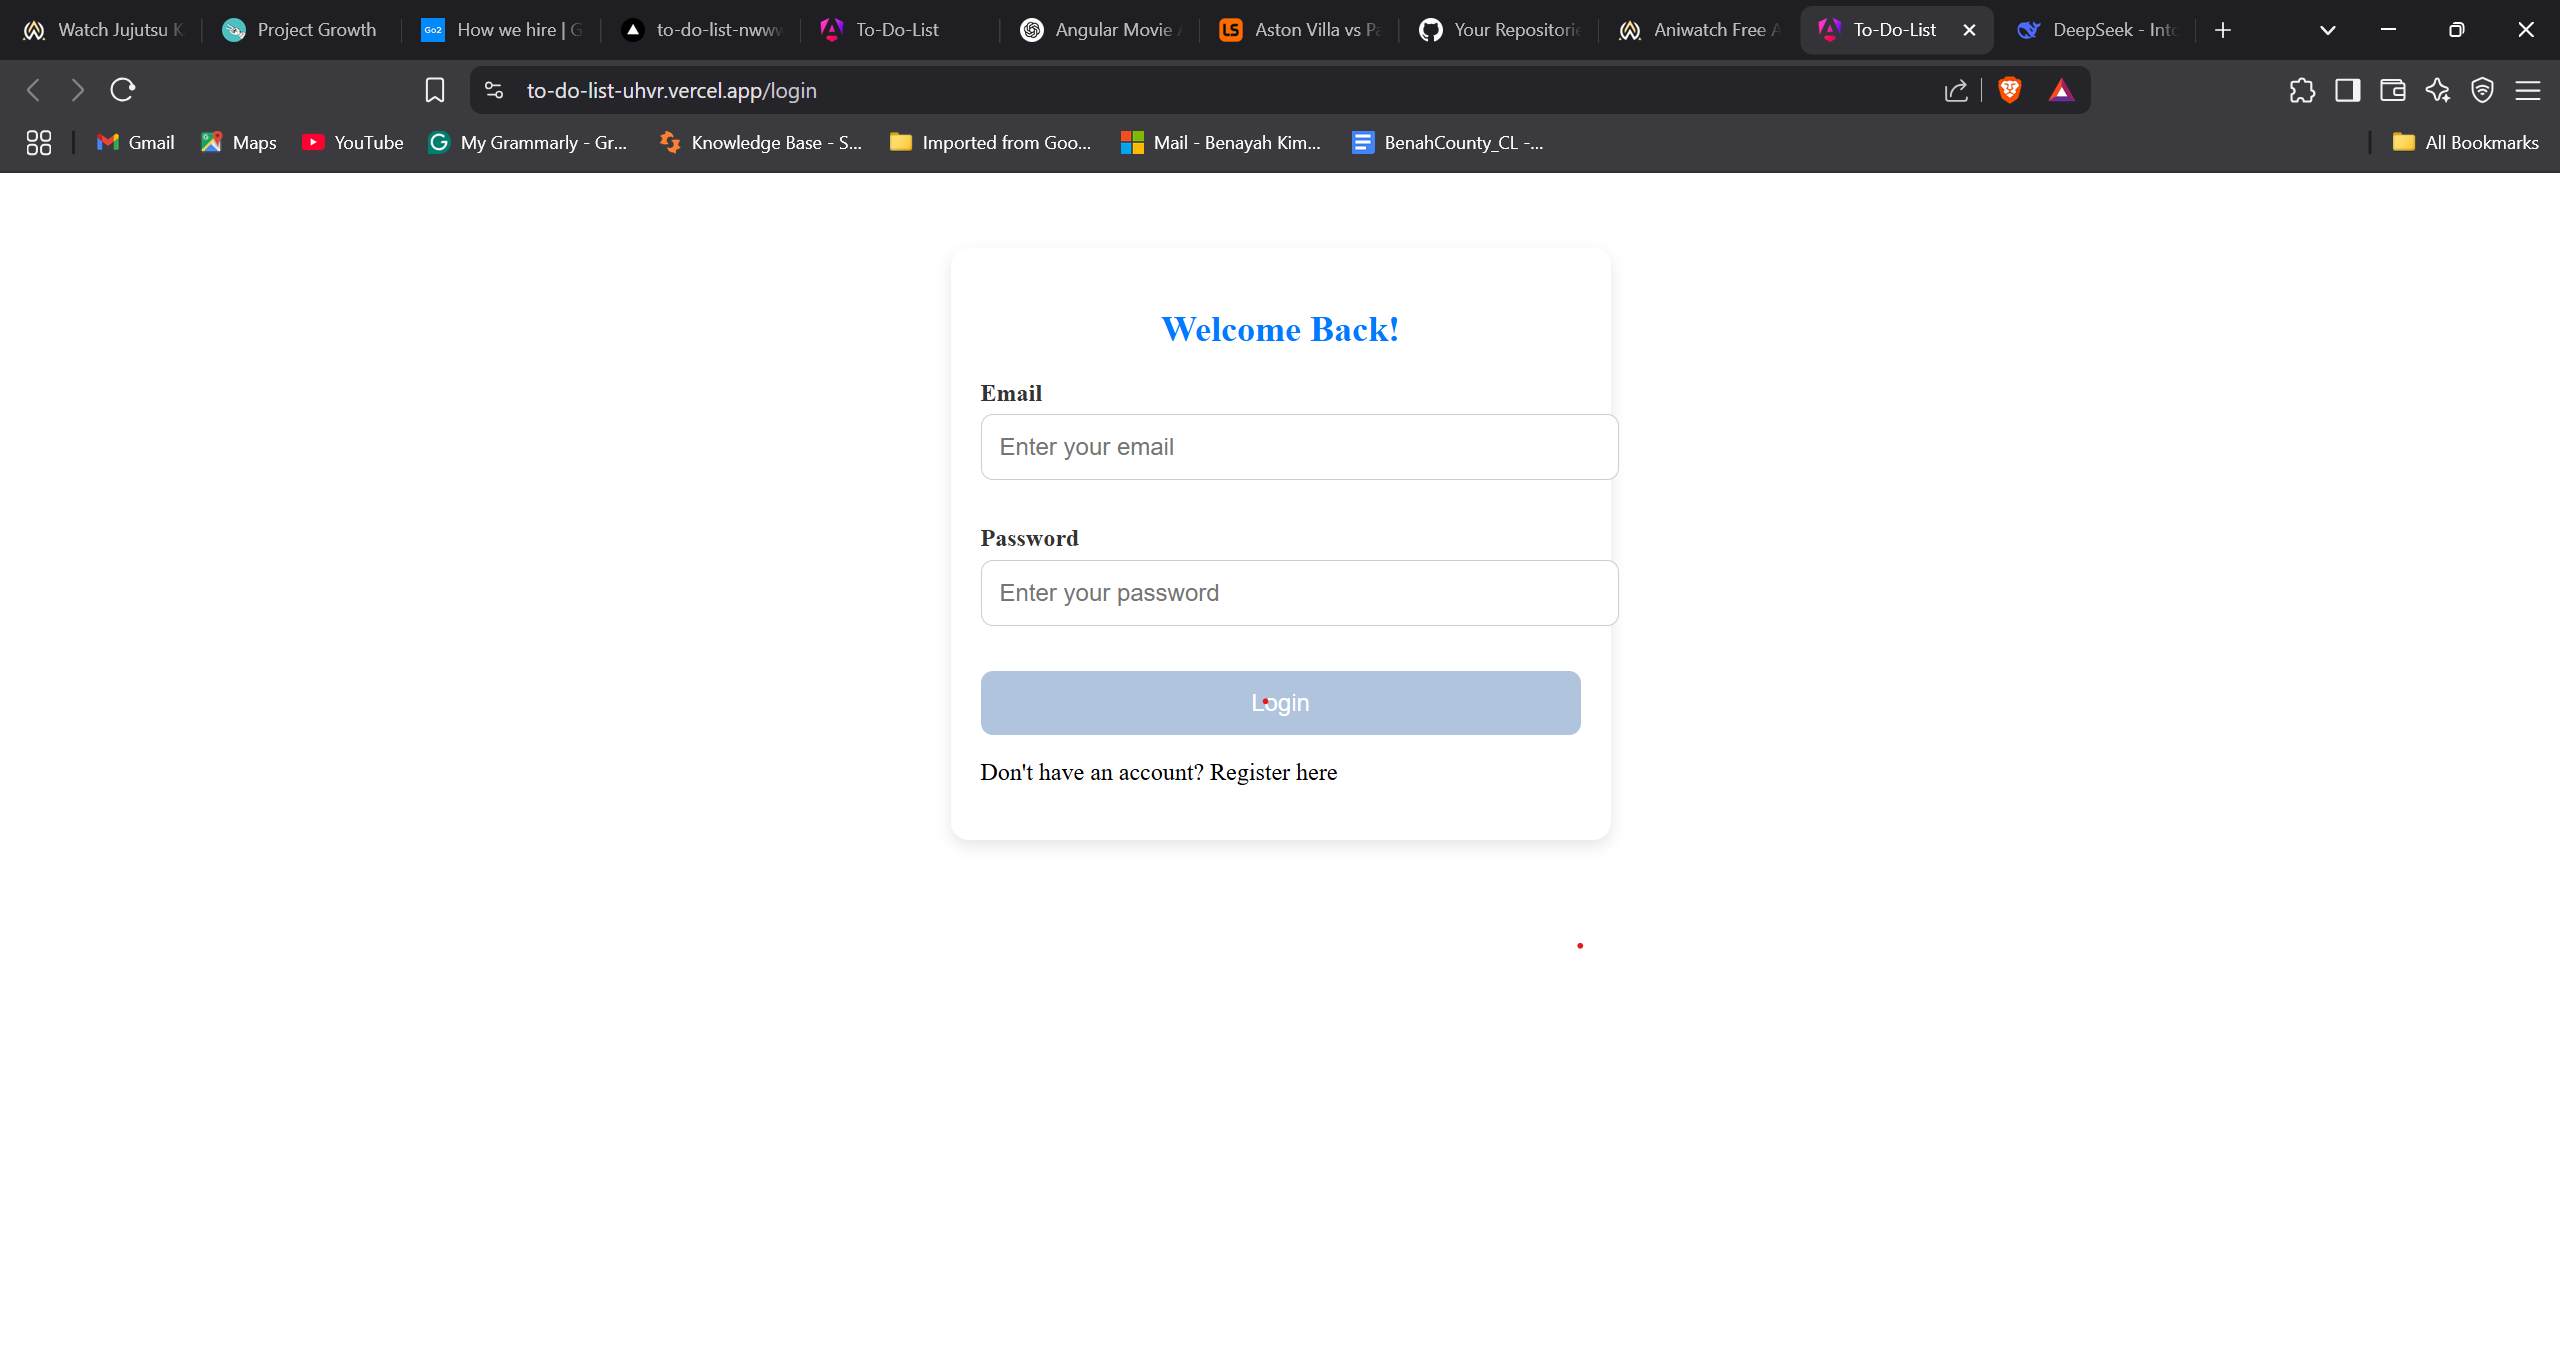 Watch Jujutsu K
Project Growth
How we hire | G
to-do-list-nwwv
To-Do-List
Angular Movie A
Aston Villa vs Pa
Your Repositorie
Aniwatch Free A
To-Do-List
DeepSeek - Into
to-do-list-uhvr.vercel.app/login
Gmail
Maps
YouTube
My Grammarly - Gr...
Knowledge Base - S...
Imported from Goo...
Mail - Benayah Kim...
BenahCounty_CL -...
All Bookmarks
Welcome Back!
Email
Enter your email
Password
Enter your password
Login
Don't have an account? Register here